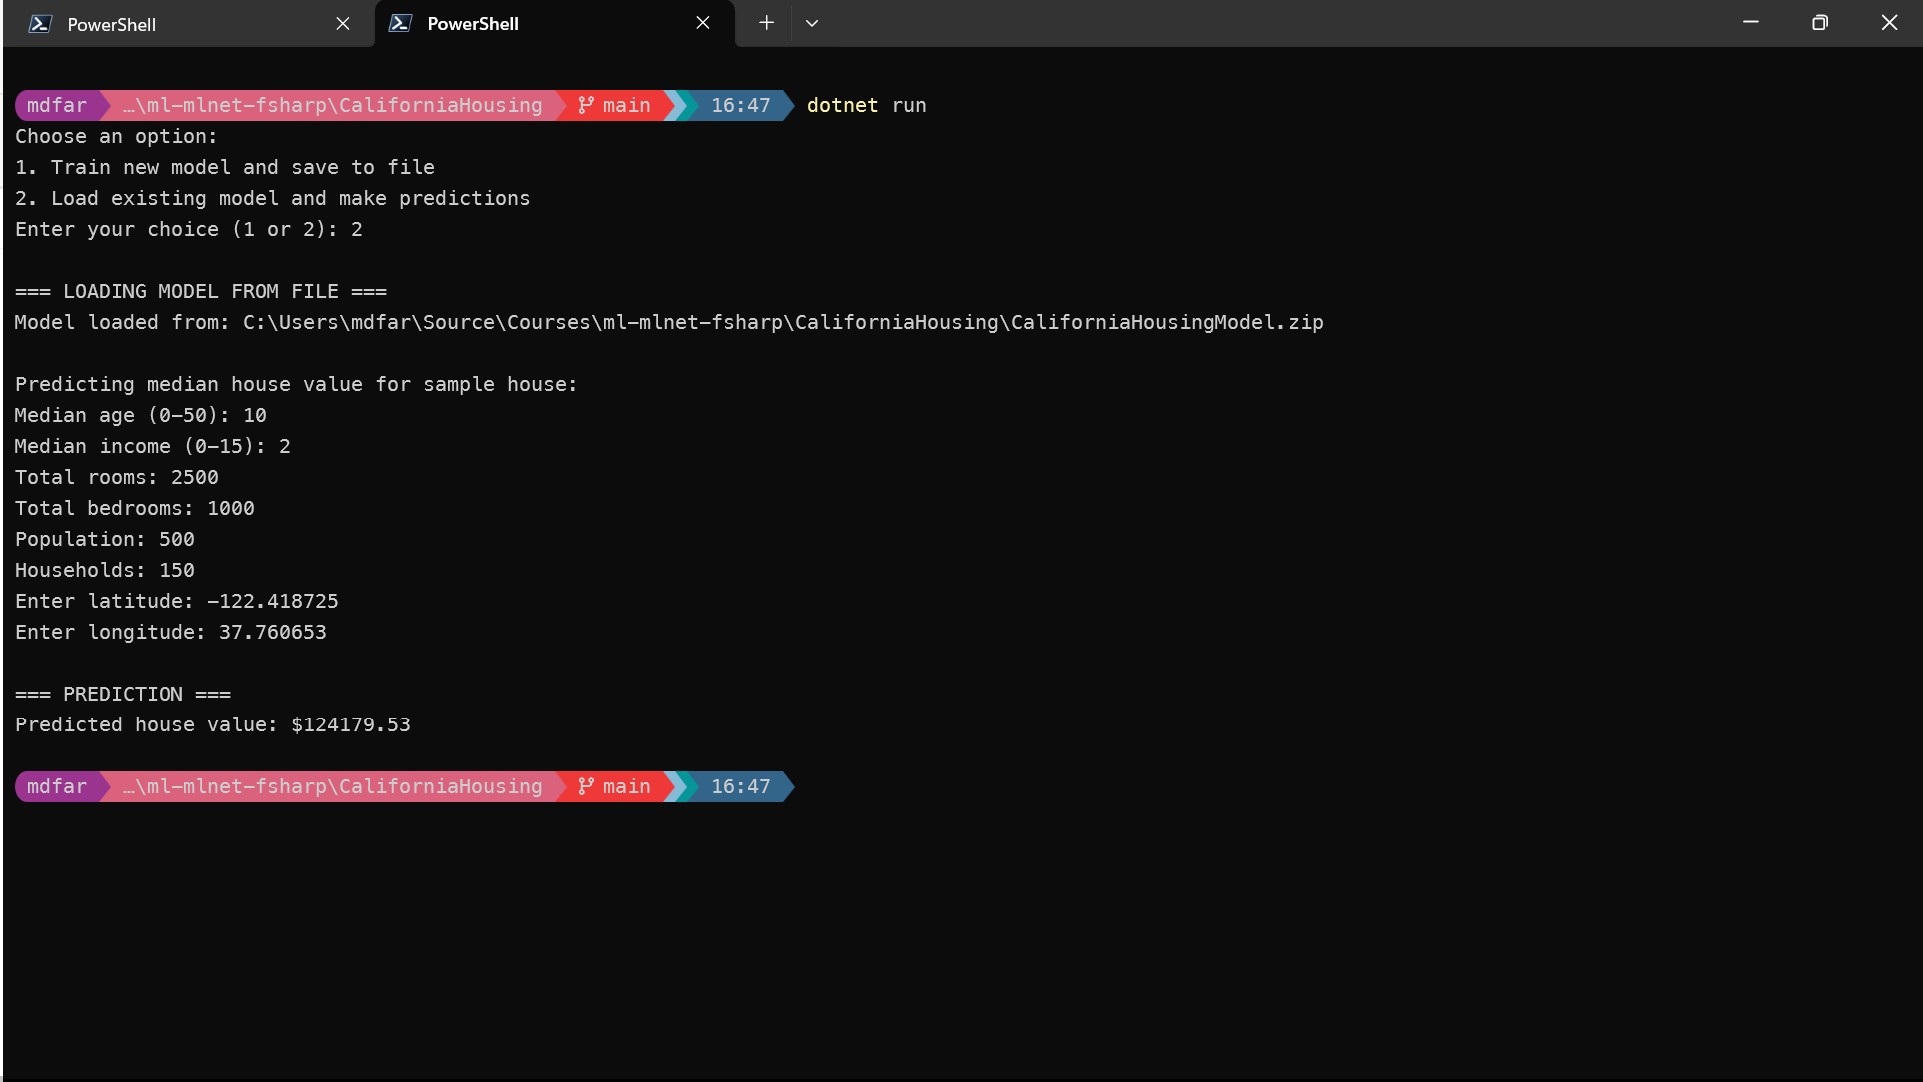 PowerShell
PowerShell
mdfar …\ml-mlnet-fsharp\CaliforniaHousing main 16:47 dotnet run
Choose an option:
1. Train new model and save to file
2. Load existing model and make predictions
Enter your choice (1 or 2): 2
=== LOADING MODEL FROM FILE ===
Model loaded from: C:\Users\mdfar\Source\Courses\ml-mlnet-fsharp\CaliforniaHousing\CaliforniaHousingModel.zip
Predicting median house value for sample house:
Median age (0-50): 10
Median income (0-15): 2
Total rooms: 2500
Total bedrooms: 1000
Population: 500
Households: 150
Enter latitude: -122.418725
Enter longitude: 37.760653
=== PREDICTION ===
Predicted house value: $124179.53
mdfar …\ml-mlnet-fsharp\CaliforniaHousing main 16:47